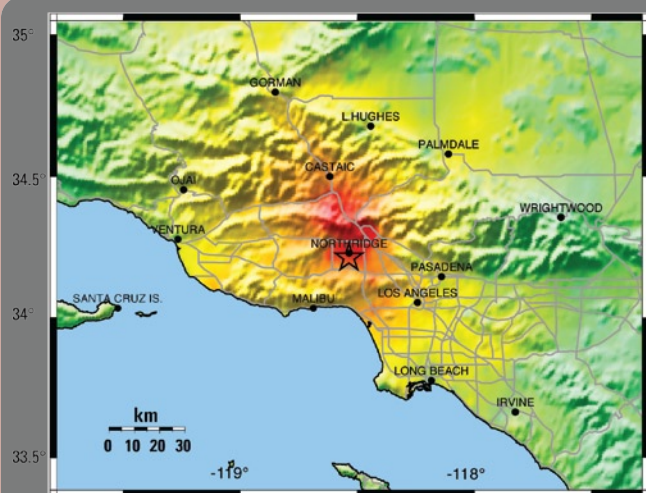 35°
GORMAN
L.HUGHES
PALMDALE
CASTAIC
34.5°
OJAI
WRIGHTWOOD
VENTURA
NORTHRIDGE
PASADENA
SANTA CRUZ IS.
MALIBU
LOS ANGELES
34°
LONG BEACH
IRVINE
km
0 10 20 30
33.5°
-119°
-118°